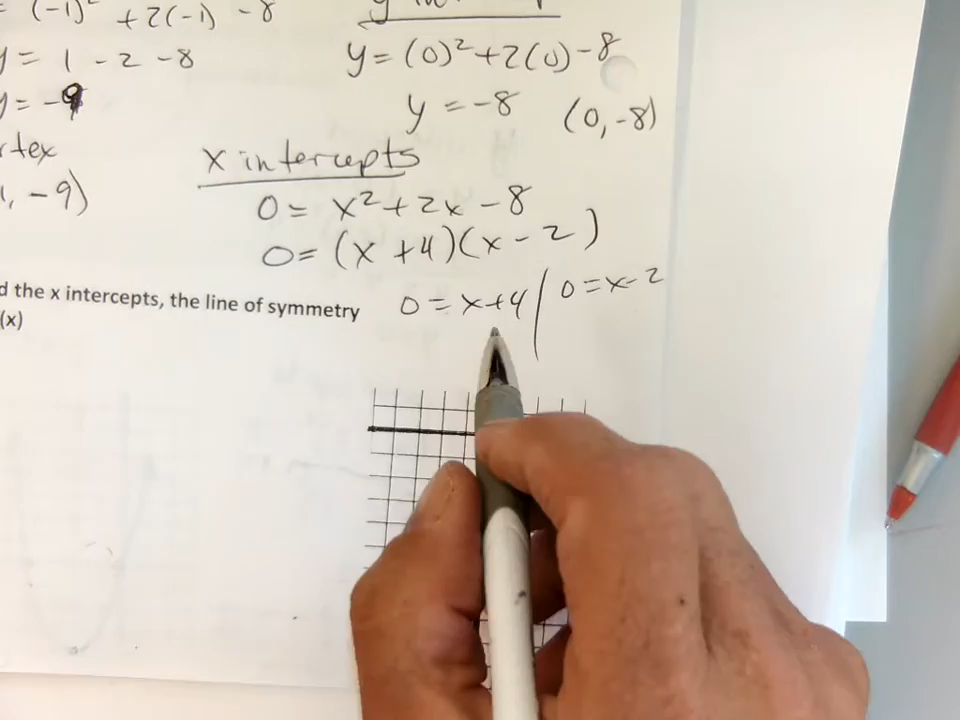 = (-1)² + 2(-1) - 8
y = 1 - 2 - 8
y = -9
rtex
1, -9)
y = (0)² + 2(0) - 8
y = -8 (0, -8)
x intercepts
0 = x² + 2x - 8
0 = (x + 4)(x - 2)
0 = x + 4 / 0 = x - 2
d the x intercepts, the line of symmetry
(x)